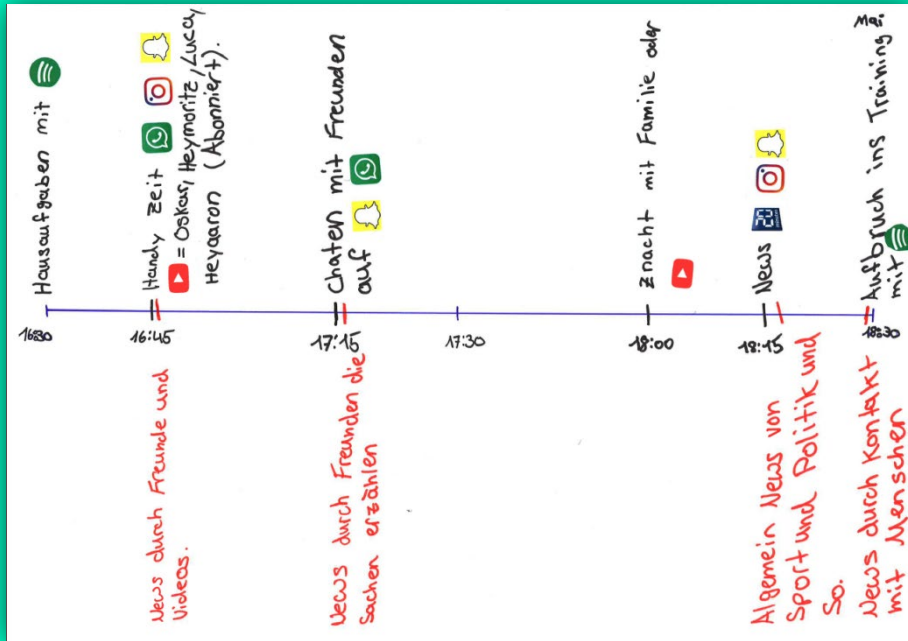 16:30
Hausaufgaben mit
16:45
Handy zeit
= Oskar, Heymoritz, Lucca,
Heyaaron (Abonniert).
News durch Freunde und
Videos.
17:15
Chaten mit Freunden
auf
News durch Freunden die
Sachen erzählen
17:30
18:00
znacht mit Familie oder
18:15
News 20
Algemein News von
Sport und Politik und
So.
18:30
Aufbruch ins Training
mit
News durch Kontakt
mit Menschen